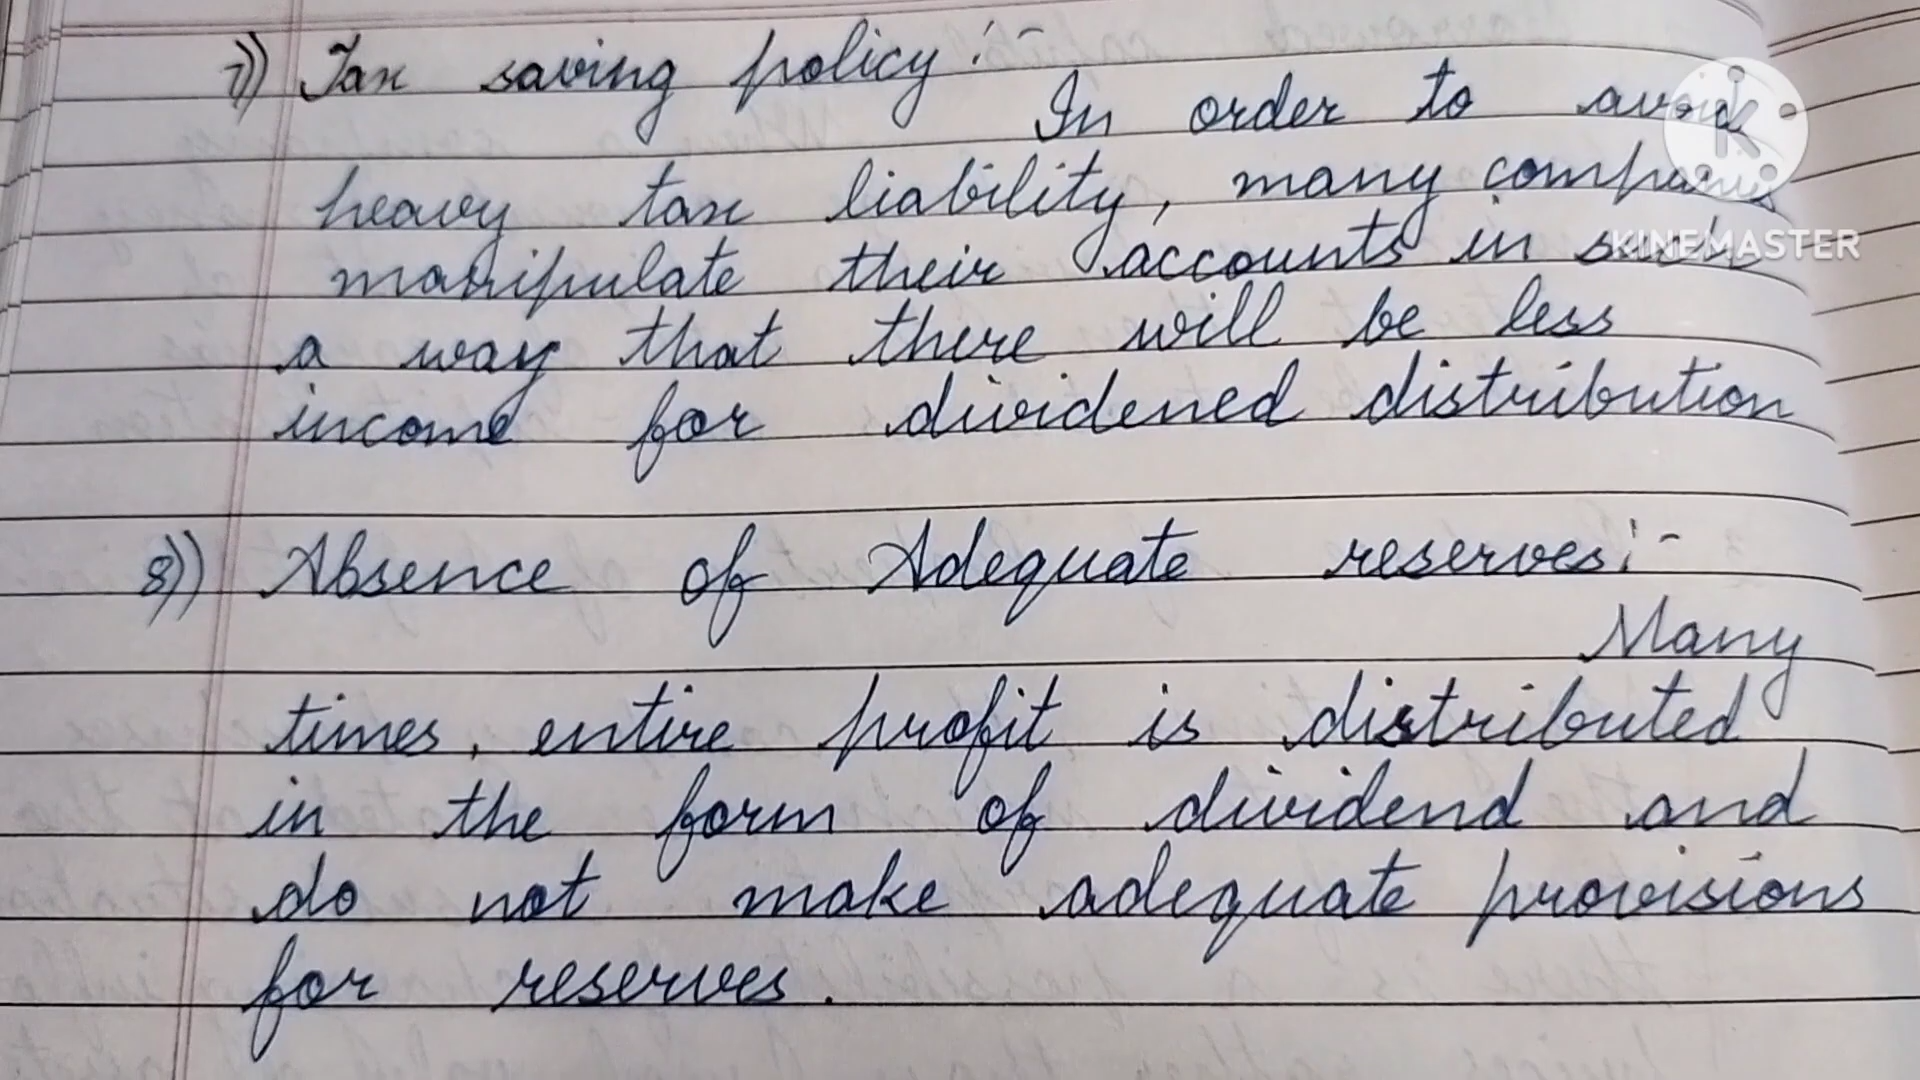 7)) Tax saving policy :-
In order to avoid
heavy tax liability, many companies
manipulate their accounts in such
a way that there will be less
income for dividened distribution
8)) Absence of Adequate reserves :-
Many
times, entire profit is distributed
in the form of dividend and
do not make adequate provisions
for reserves.
K
KINEMASTER